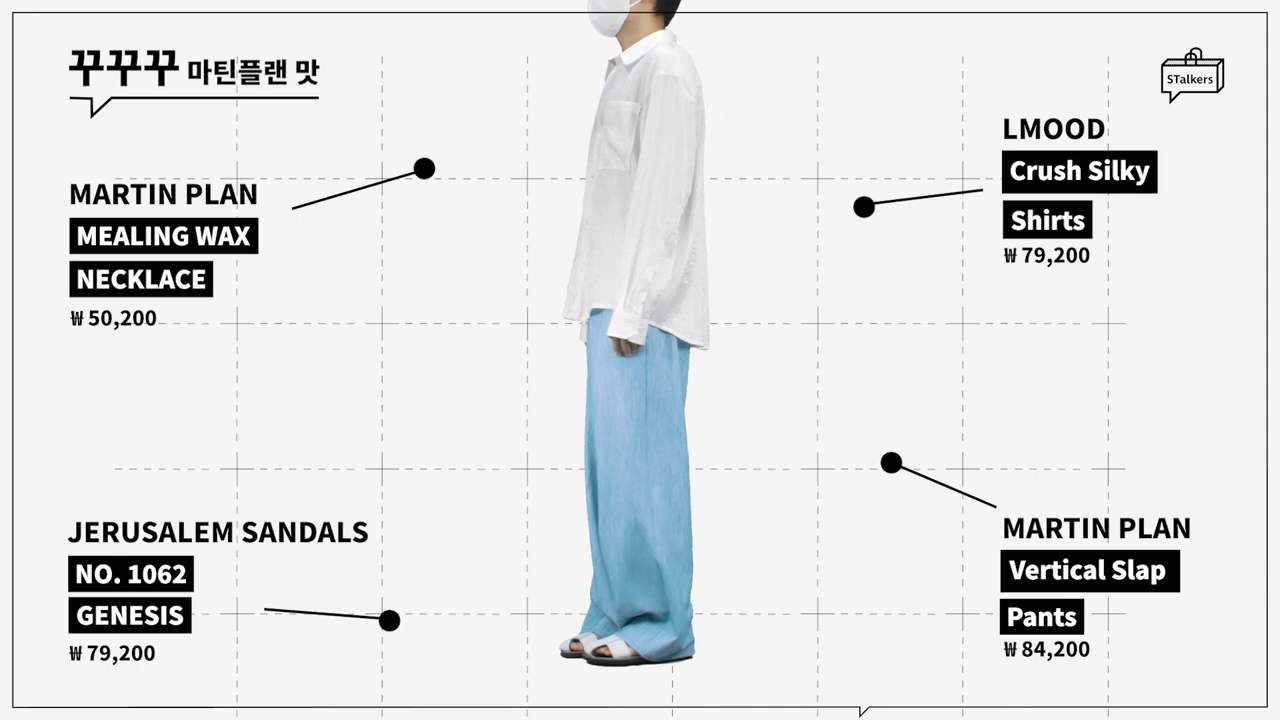 꾸꾸꾸 마틴플랜 맛
STalkers
MARTIN PLAN
MEALING WAX
NECKLACE
₩ 50,200
LMOOD
Crush Silky
Shirts
₩ 79,200
JERUSALEM SANDALS
NO. 1062
GENESIS
₩ 79,200
MARTIN PLAN
Vertical Slap
Pants
₩ 84,200